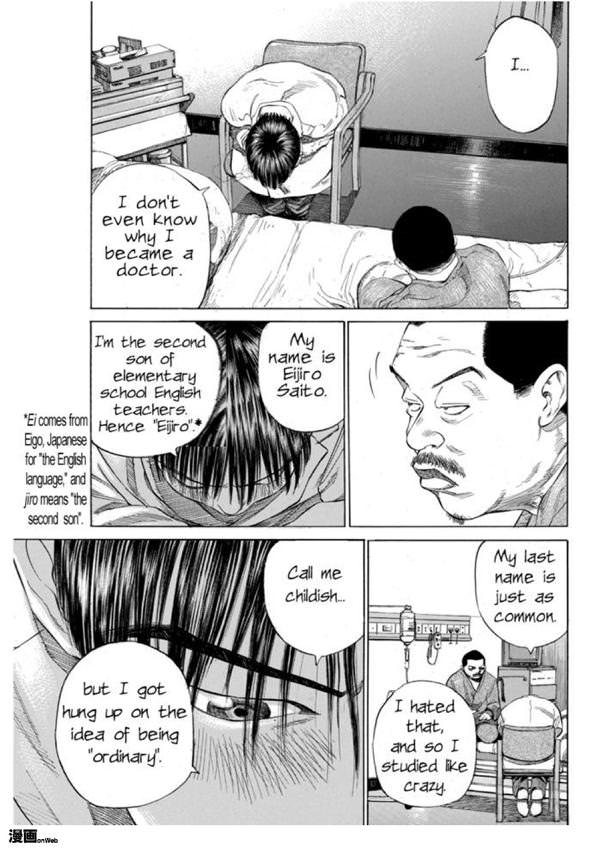 I...
I don't
even know
why I
became a
doctor.
My
name is
Eijiro
Saito.
I'm the second
son of
elementary
school English
teachers.
Hence "Eijiro".*
*Ei comes from
Eigo, Japanese
for "the English
language," and
jiro means "the
second son".
My last
name is
just as
common.
I hated
that,
and so I
studied like
crazy.
Call me
childish...
but I got
hung up on the
idea of being
"ordinary".
漫画onWeb